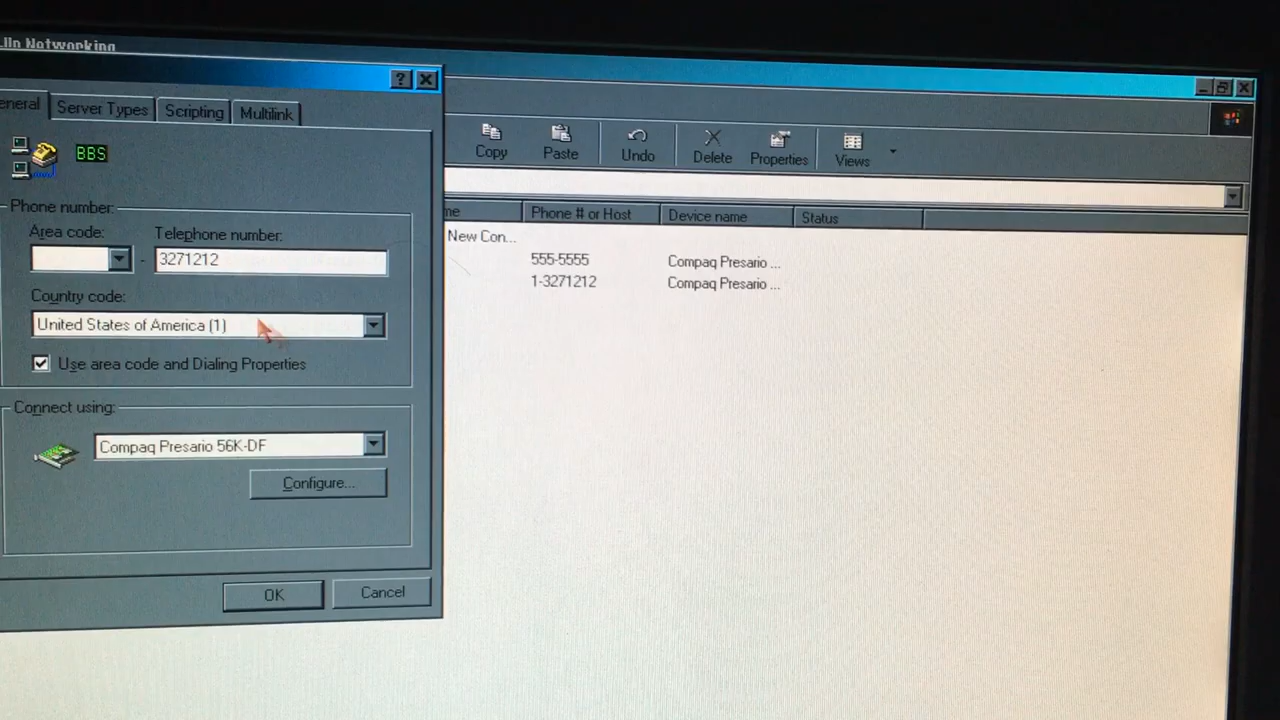 Up Networking
?
General Server Types Scripting Multilink
BBS
Phone number:
Area code: Telephone number:
- 3271212
Country code:
United States of America (1)
Use area code and Dialing Properties
Connect using:
Compaq Presario 56K-DF
Configure...
OK Cancel
Copy Paste Undo Delete Properties Views
me Phone # or Host Device name Status
New Con...
555-5555 Compaq Presario ...
1-3271212 Compaq Presario ...